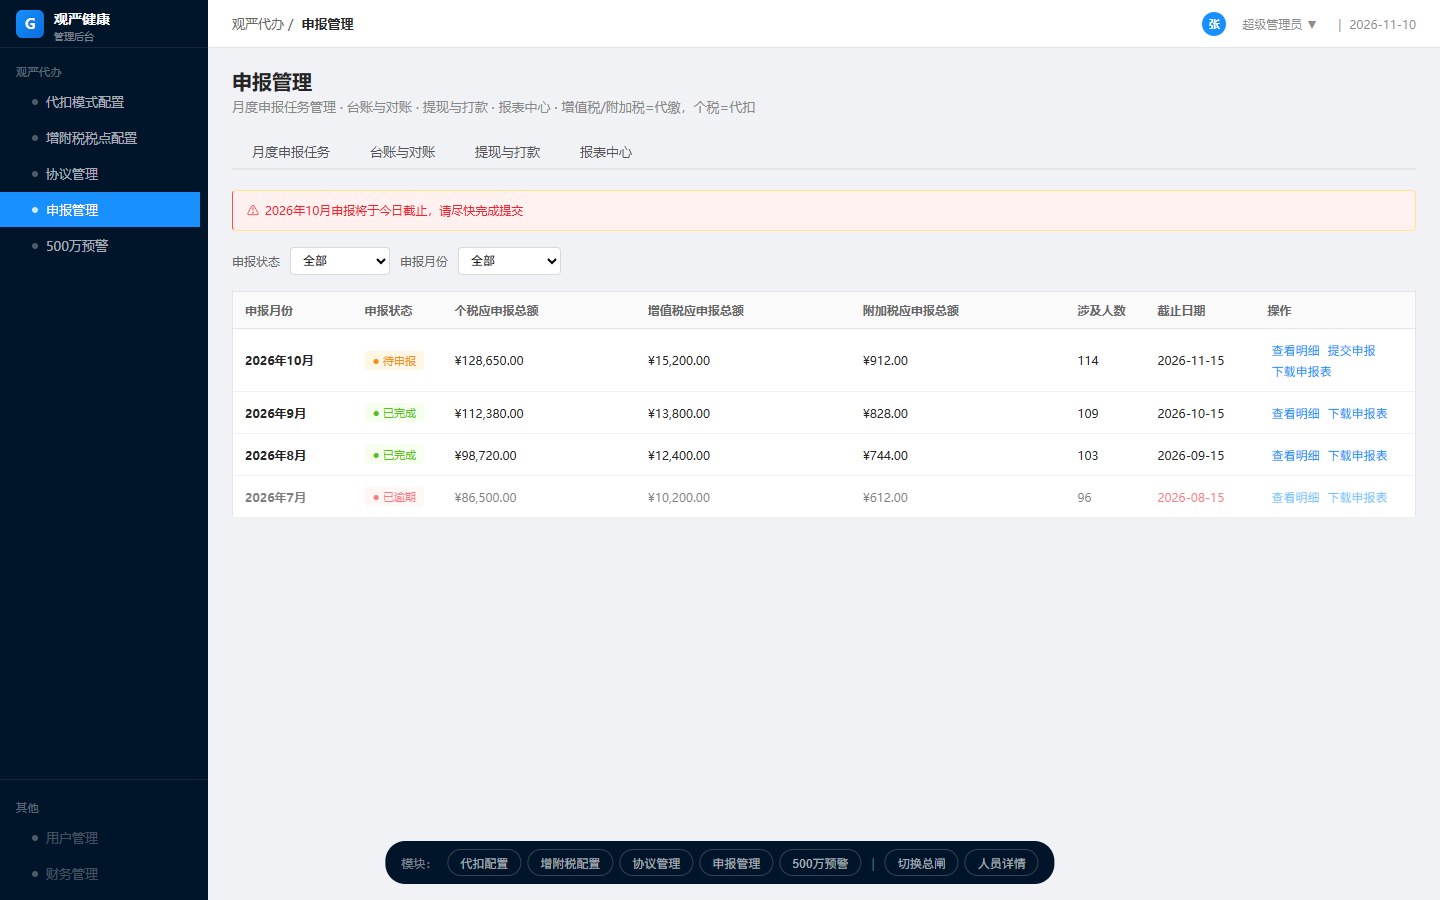 G 观严健康
管理后台
观严代办
代扣模式配置
增附税税点配置
协议管理
申报管理
500万预警
其他
用户管理
财务管理
观严代办 / 申报管理
张 超级管理员 ▼ | 2026-11-10
申报管理
月度申报任务管理 · 台账与对账 · 提现与打款 · 报表中心 · 增值税/附加税=代缴，个税=代扣
月度申报任务 台账与对账 提现与打款 报表中心
⚠ 2026年10月申报将于今日截止，请尽快完成提交
申报状态 全部 申报月份 全部
申报月份 申报状态 个税应申报总额 增值税应申报总额 附加税应申报总额 涉及人数 截止日期 操作
2026年10月 待申报 ¥128,650.00 ¥15,200.00 ¥912.00 114 2026-11-15 查看明细 提交申报
下载申报表
2026年9月 已完成 ¥112,380.00 ¥13,800.00 ¥828.00 109 2026-10-15 查看明细 下载申报表
2026年8月 已完成 ¥98,720.00 ¥12,400.00 ¥744.00 103 2026-09-15 查看明细 下载申报表
2026年7月 已逾期 ¥86,500.00 ¥10,200.00 ¥612.00 96 2026-08-15 查看明细 下载申报表
模块： 代扣配置 增附税配置 协议管理 申报管理 500万预警 | 切换总闸 人员详情